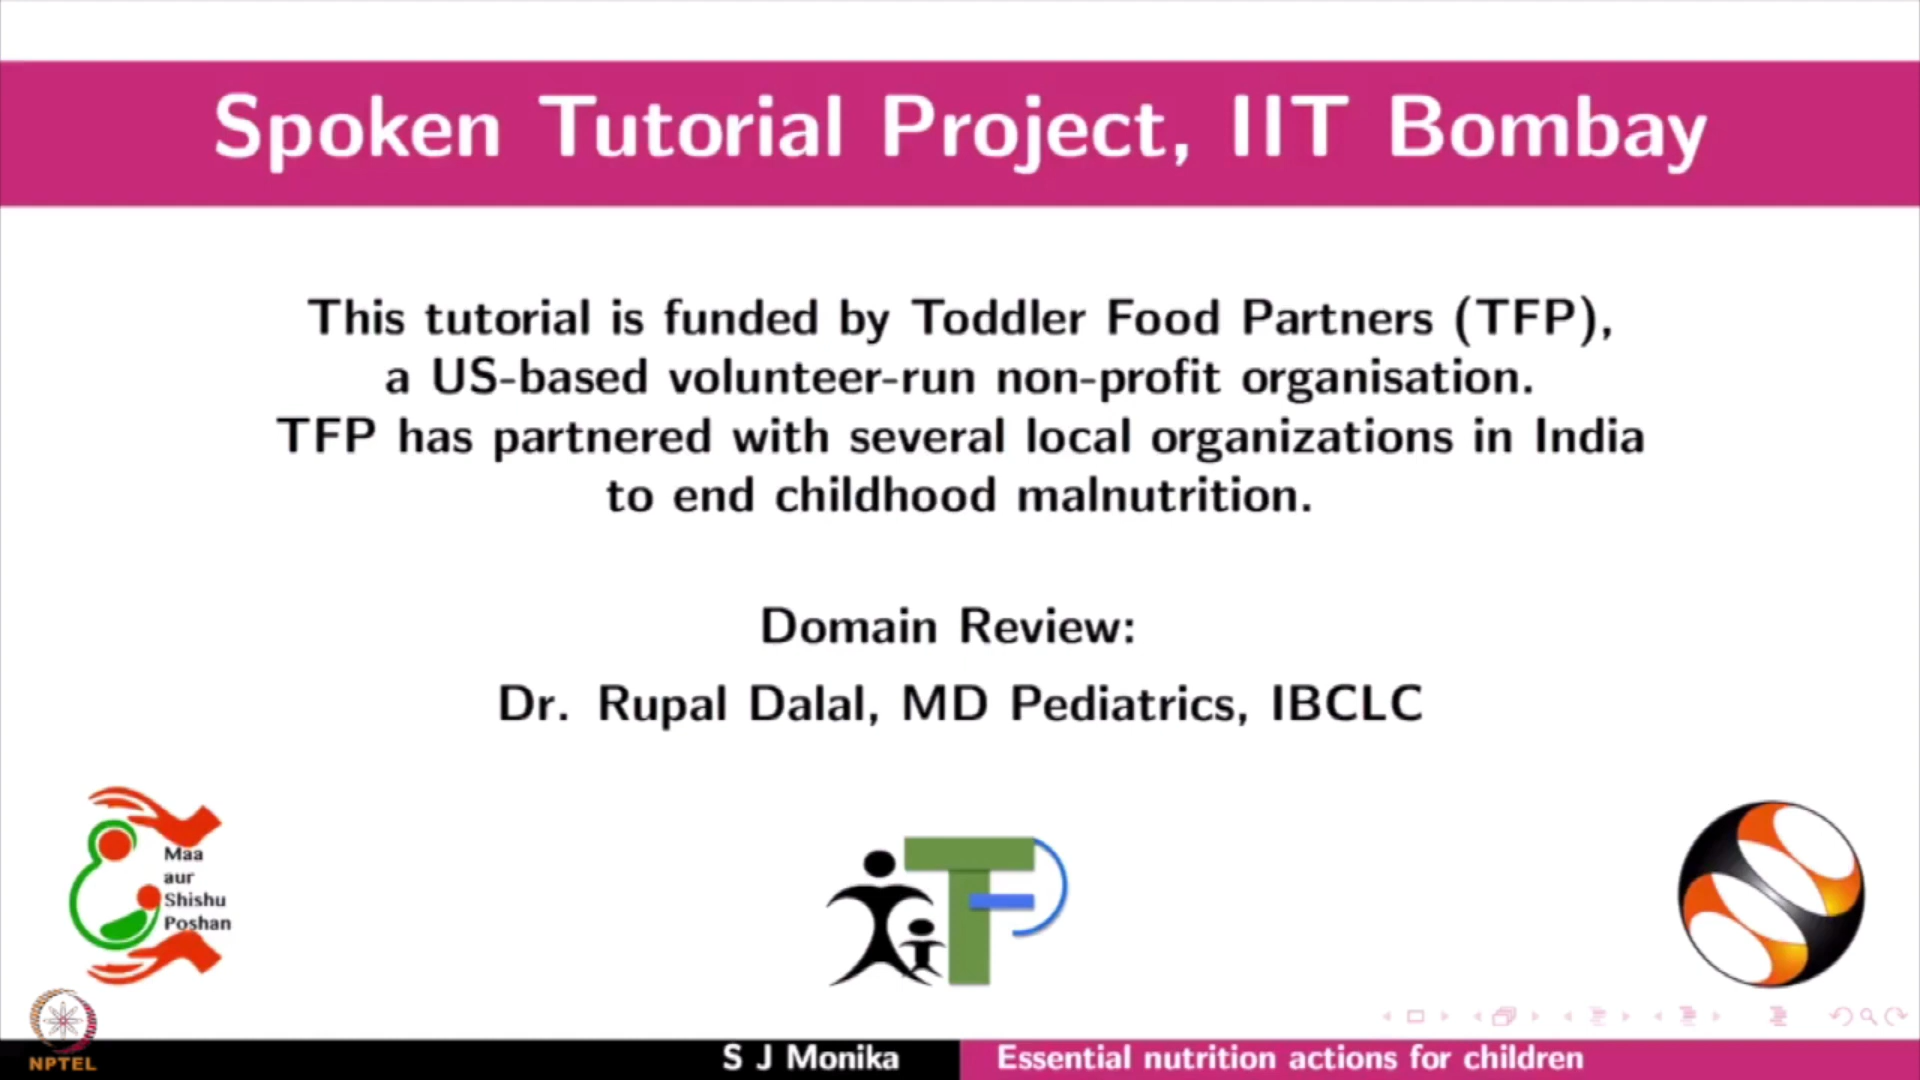 Spoken Tutorial Project, IIT Bombay
This tutorial is funded by Toddler Food Partners (TFP),
a US-based volunteer-run non-profit organisation.
TFP has partnered with several local organizations in India
to end childhood malnutrition.
Domain Review:
Dr. Rupal Dalal, MD Pediatrics, IBCLC
Maa
aur
Shishu
Poshan
TP
NPTEL
S J Monika
Essential nutrition actions for children